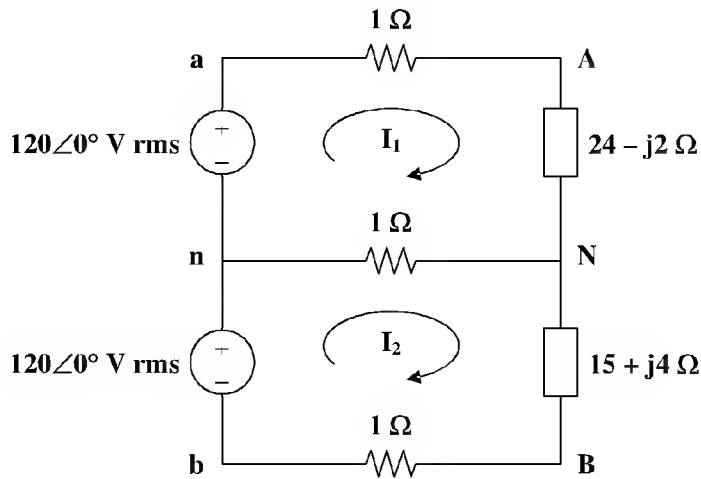 1 Ω
a
A
+
120∠0° V rms
I₁
24 – j2 Ω
–
1 Ω
n
N
+
120∠0° V rms
I₂
15 + j4 Ω
–
1 Ω
b
B